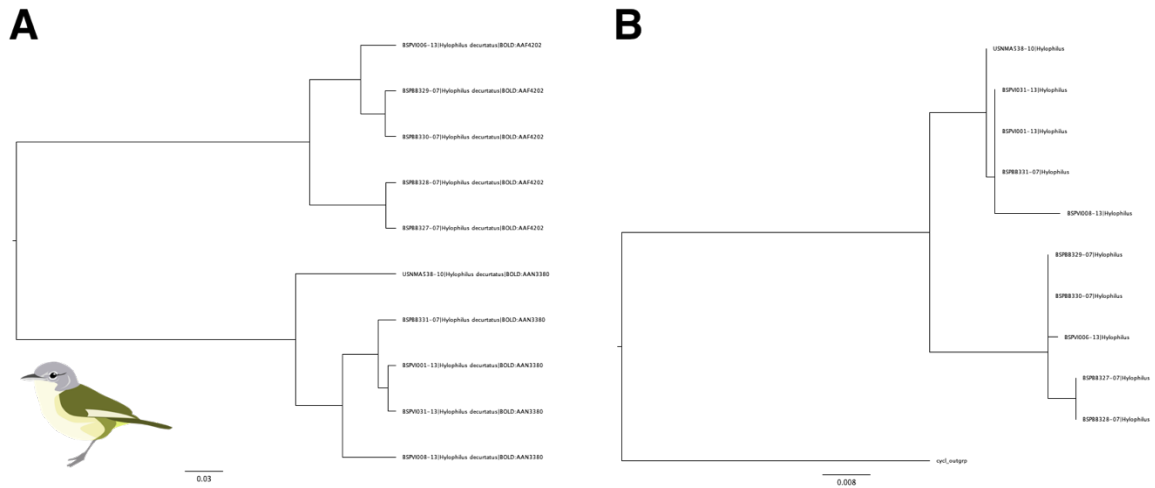 A
BSPVI006-13|Hylophilus decurtatus|BOLD:AAF4202
BSPBB329-07|Hylophilus decurtatus|BOLD:AAF4202
BSPBB330-07|Hylophilus decurtatus|BOLD:AAF4202
BSPBB328-07|Hylophilus decurtatus|BOLD:AAF4202
BSPBB327-07|Hylophilus decurtatus|BOLD:AAF4202
USNMA538-10|Hylophilus decurtatus|BOLD:AAN3380
BSPBB331-07|Hylophilus decurtatus|BOLD:AAN3380
BSPVI001-13|Hylophilus decurtatus|BOLD:AAN3380
BSPVI031-13|Hylophilus decurtatus|BOLD:AAN3380
BSPVI008-13|Hylophilus decurtatus|BOLD:AAN3380
0.03
B
USNMA538-10|Hylophilus
BSPVI031-13|Hylophilus
BSPVI001-13|Hylophilus
BSPBB331-07|Hylophilus
BSPVI008-13|Hylophilus
BSPBB329-07|Hylophilus
BSPBB330-07|Hylophilus
BSPVI006-13|Hylophilus
BSPBB327-07|Hylophilus
BSPBB328-07|Hylophilus
cycl_outgrp
0.008